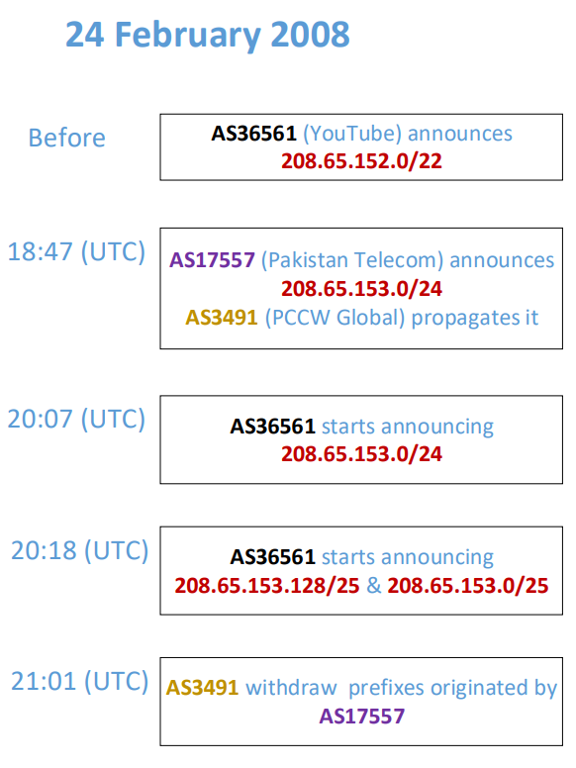 24 February 2008
Before
AS36561 (YouTube) announces
208.65.152.0/22
18:47 (UTC)
AS17557 (Pakistan Telecom) announces
208.65.153.0/24
AS3491 (PCCW Global) propagates it
20:07 (UTC)
AS36561 starts announcing
208.65.153.0/24
20:18 (UTC)
AS36561 starts announcing
208.65.153.128/25 & 208.65.153.0/25
21:01 (UTC)
AS3491 withdraw  prefixes originated by
AS17557